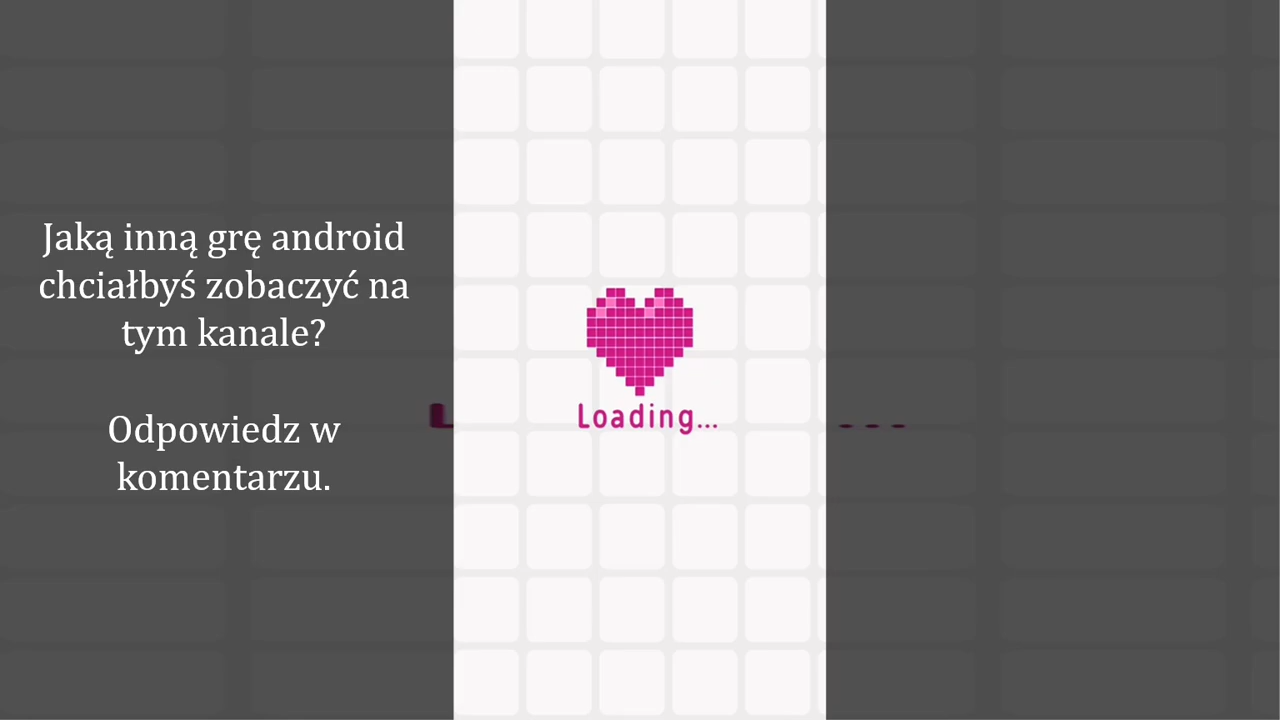 Jaką inną grę android
chciałbyś zobaczyć na
tym kanale?
Odpowiedz w
komentarzu.
Loading...